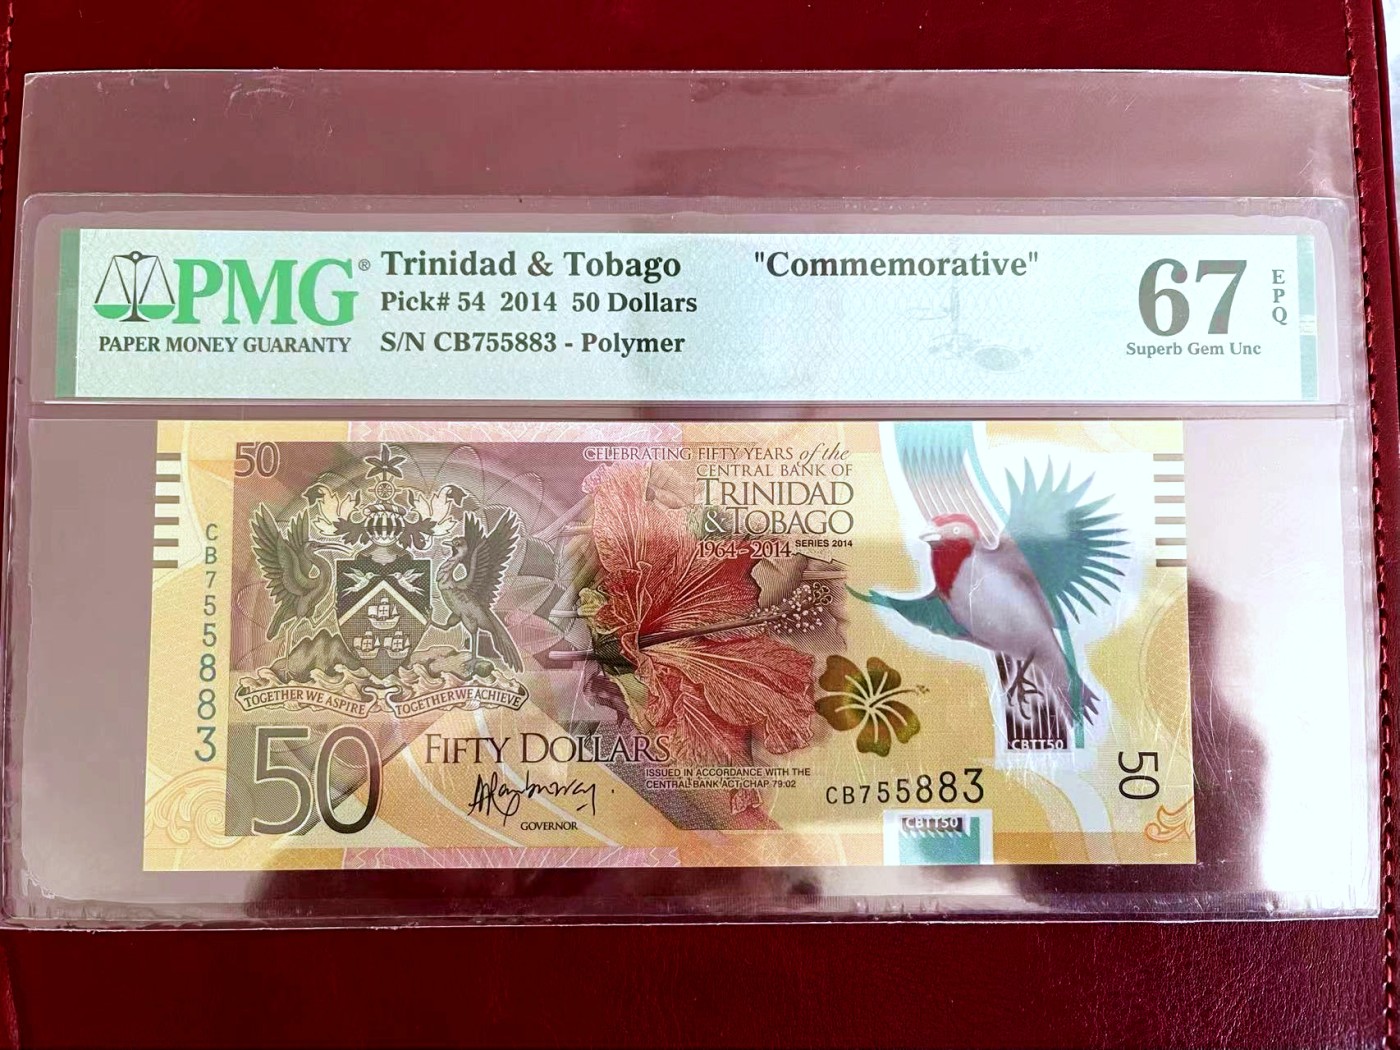 PMG®
PAPER MONEY GUARANTY
Trinidad & Tobago
"Commemorative"
Pick# 54 2014 50 Dollars
S/N CB755883 - Polymer
67
EPQ
Superb Gem Unc
50
CELEBRATING FIFTY YEARS of the
CENTRAL BANK OF
TRINIDAD
& TOBAGO
1964-2014 SERIES 2014
CB755883
TOGETHER WE ASPIRE TOGETHER WE ACHIEVE
50
FIFTY DOLLARS
GOVERNOR
ISSUED IN ACCORDANCE WITH THE
CENTRAL BANK ACT CHAP 79:02
CB755883
CBTT50
CBTT50
50